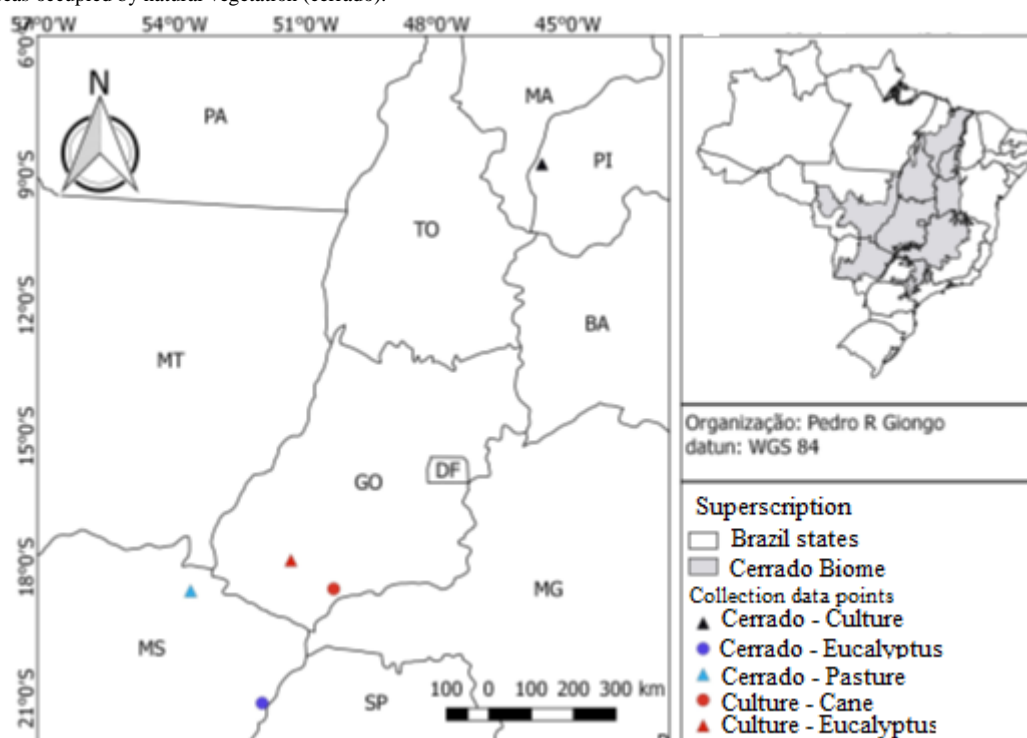 eas occupied by natural vegetation (cerrado).
57°0'W 54°0'W 51°0'W 48°0'W 45°0'W
6°0'S
9°0'S
12°0'S
15°0'S
18°0'S
21°0'S
N
PA
MA
PI
TO
BA
MT
GO
DF
MG
MS
SP
100 0 100 200 300 km
Organização: Pedro R Giongo
datun: WGS 84
Superscription
Brazil states
Cerrado Biome
Collection data points
Cerrado - Culture
Cerrado - Eucalyptus
Cerrado - Pasture
Culture - Cane
Culture - Eucalyptus